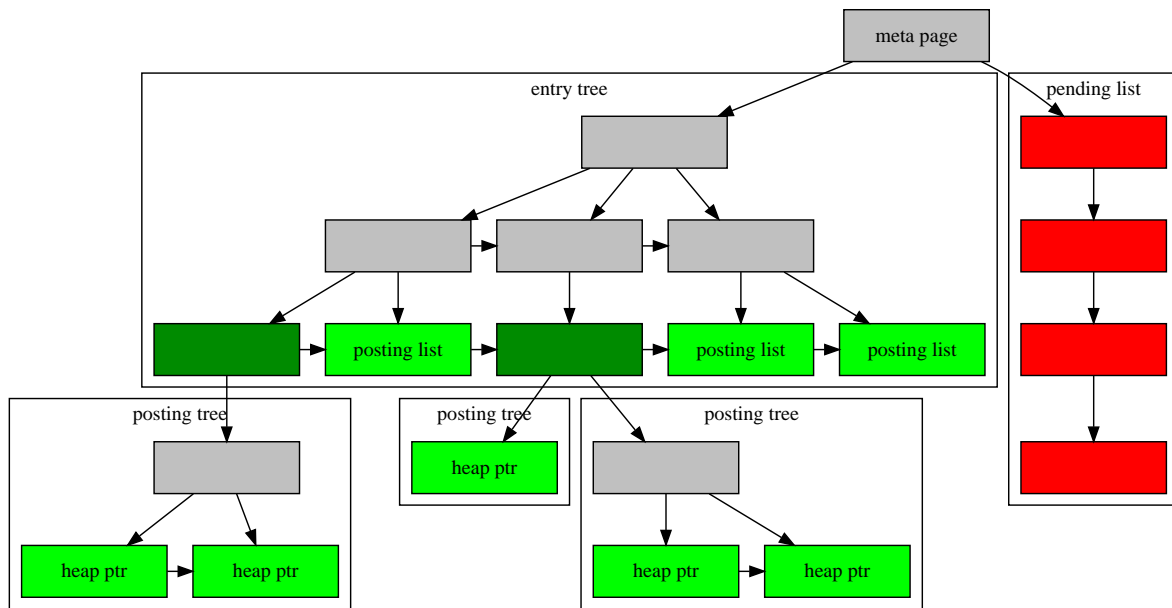 meta page
entry tree
pending list
posting list
posting list
posting list
posting tree
posting tree
posting tree
heap ptr
heap ptr
heap ptr
heap ptr
heap ptr